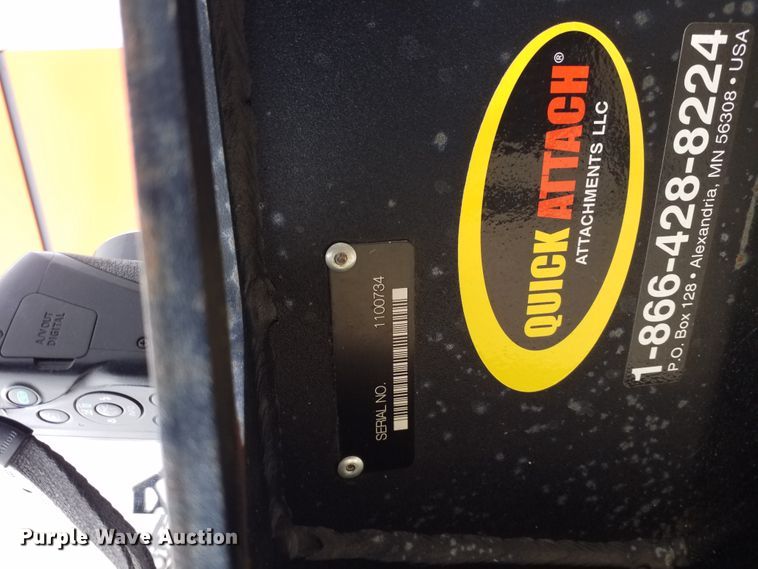 QUICK ATTACH®
ATTACHMENTS LLC
1-866-428-8224
P.O. Box 128 • Alexandria, MN 56308 • USA
SERIAL NO. 1100734
A/V OUT
DIGITAL
Purple Wave Auction